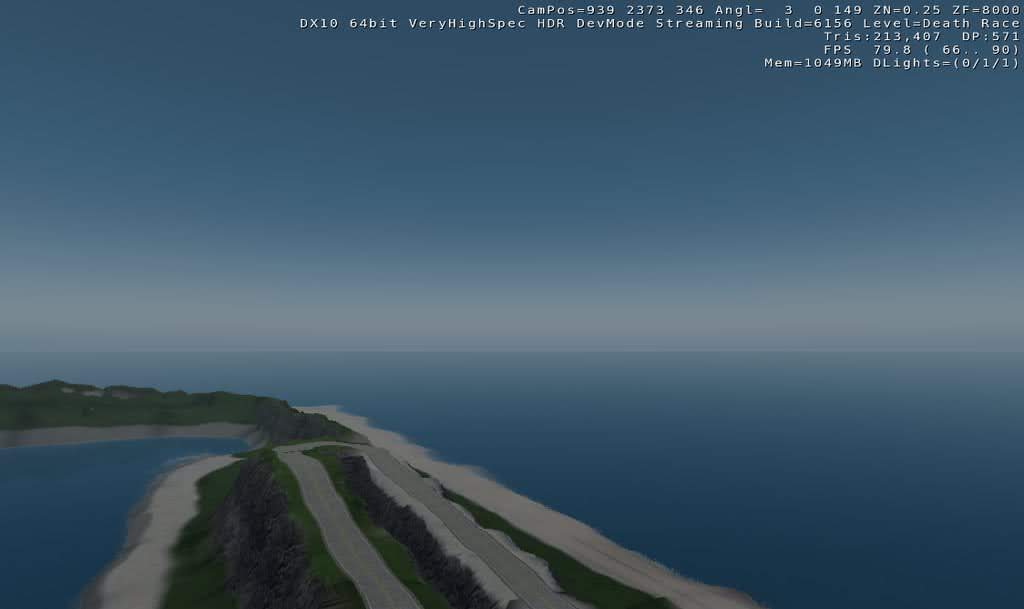 CamPos=939 2373 346 Angl=  3  0 149 ZN=0.25 ZF=8000
DX10 64bit VeryHighSpec HDR DevMode Streaming Build=6156 Level=Death Race
Tris:213,407  DP:571
FPS  79.8 ( 66.. 90)
Mem=1049MB DLights=(0/1/1)